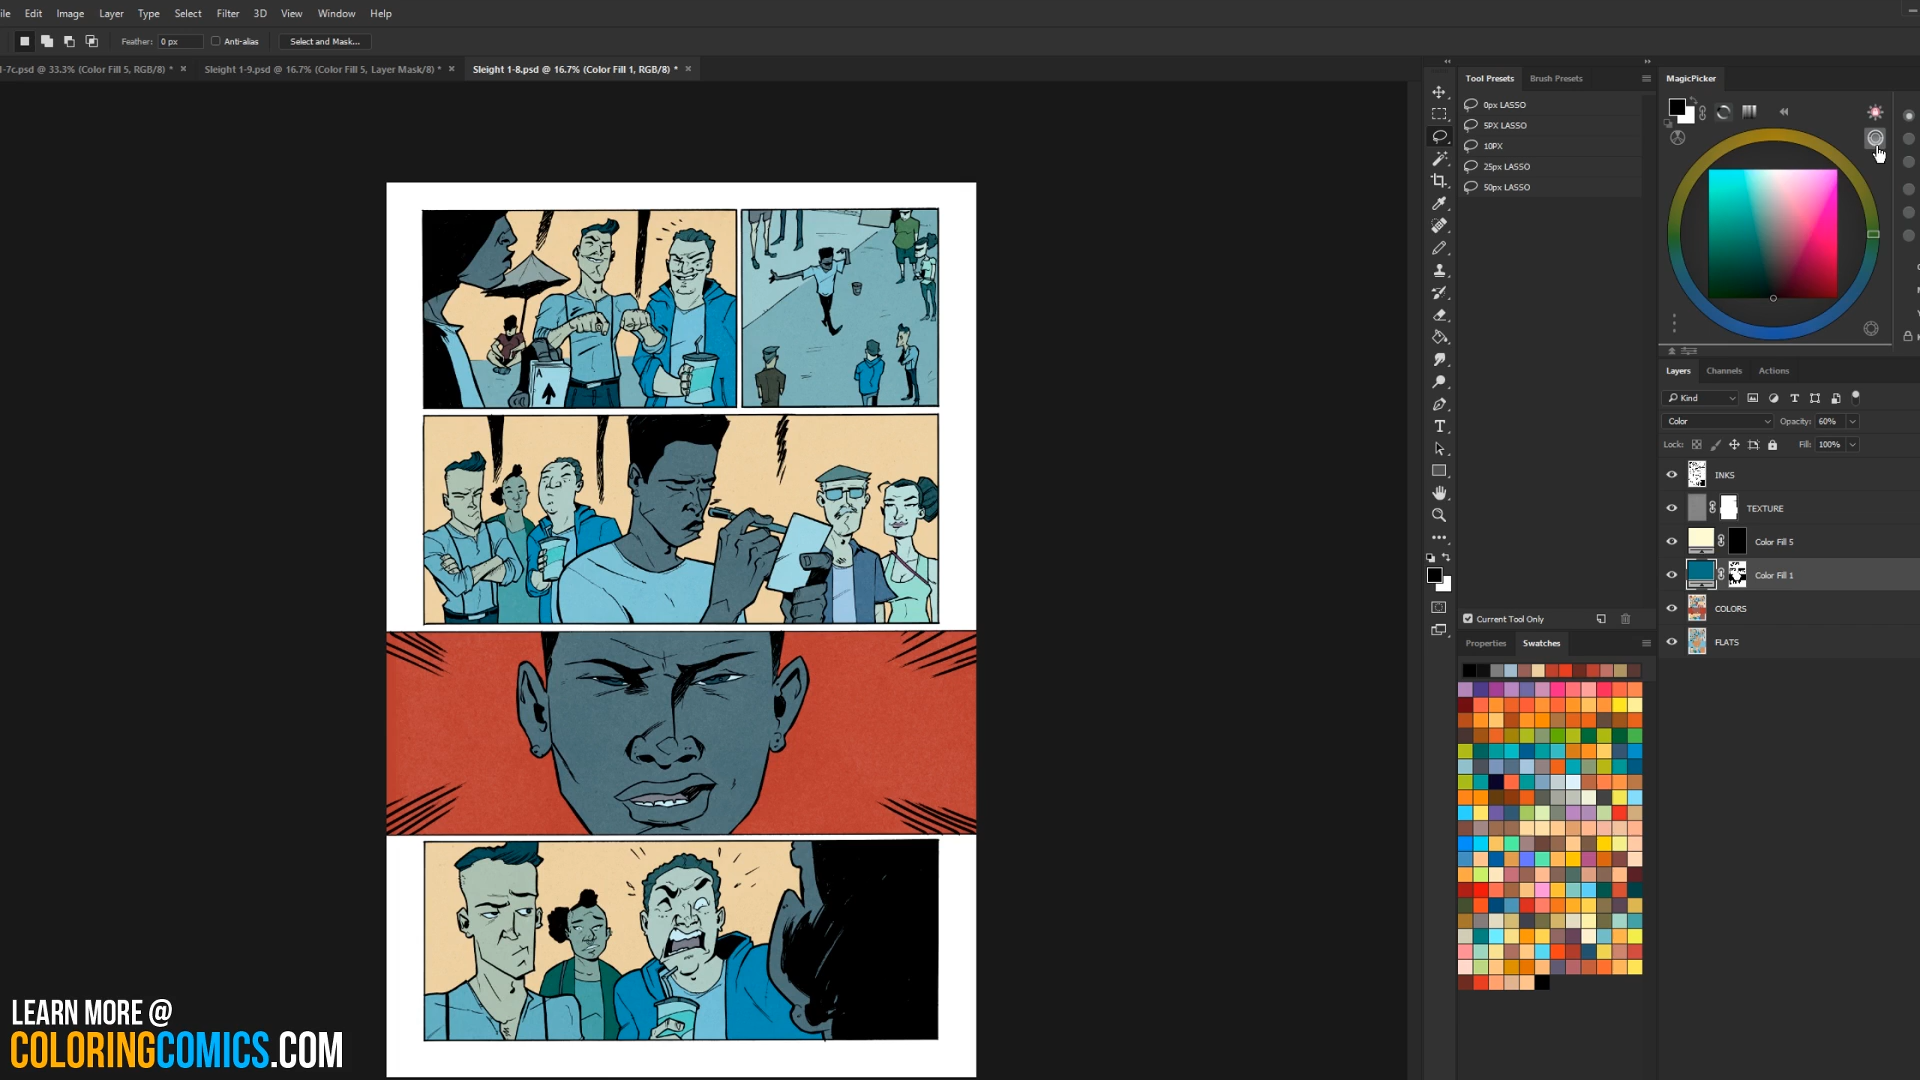 ile Edit Image Layer Type Select Filter 3D View Window Help
Feather: 0 px Anti-alias Select and Mask...
1-7c.psd @ 33.3% (Color Fill 5, RGB/8) * × Sleight 1-9.psd @ 16.7% (Color Fill 5, Layer Mask/8) * × Sleight 1-8.psd @ 16.7% (Color Fill 1, RGB/8) * ×
Tool Presets Brush Presets
0px LASSO
5PX LASSO
10PX
25px LASSO
50px LASSO
Current Tool Only
Properties Swatches
MagicPicker
Layers Channels Actions
Kind
Color Opacity: 60%
Lock: Fill: 100%
INKS
TEXTURE
Color Fill 5
Color Fill 1
COLORS
FLATS
A
LEARN MORE @
COLORINGCOMICS.COM